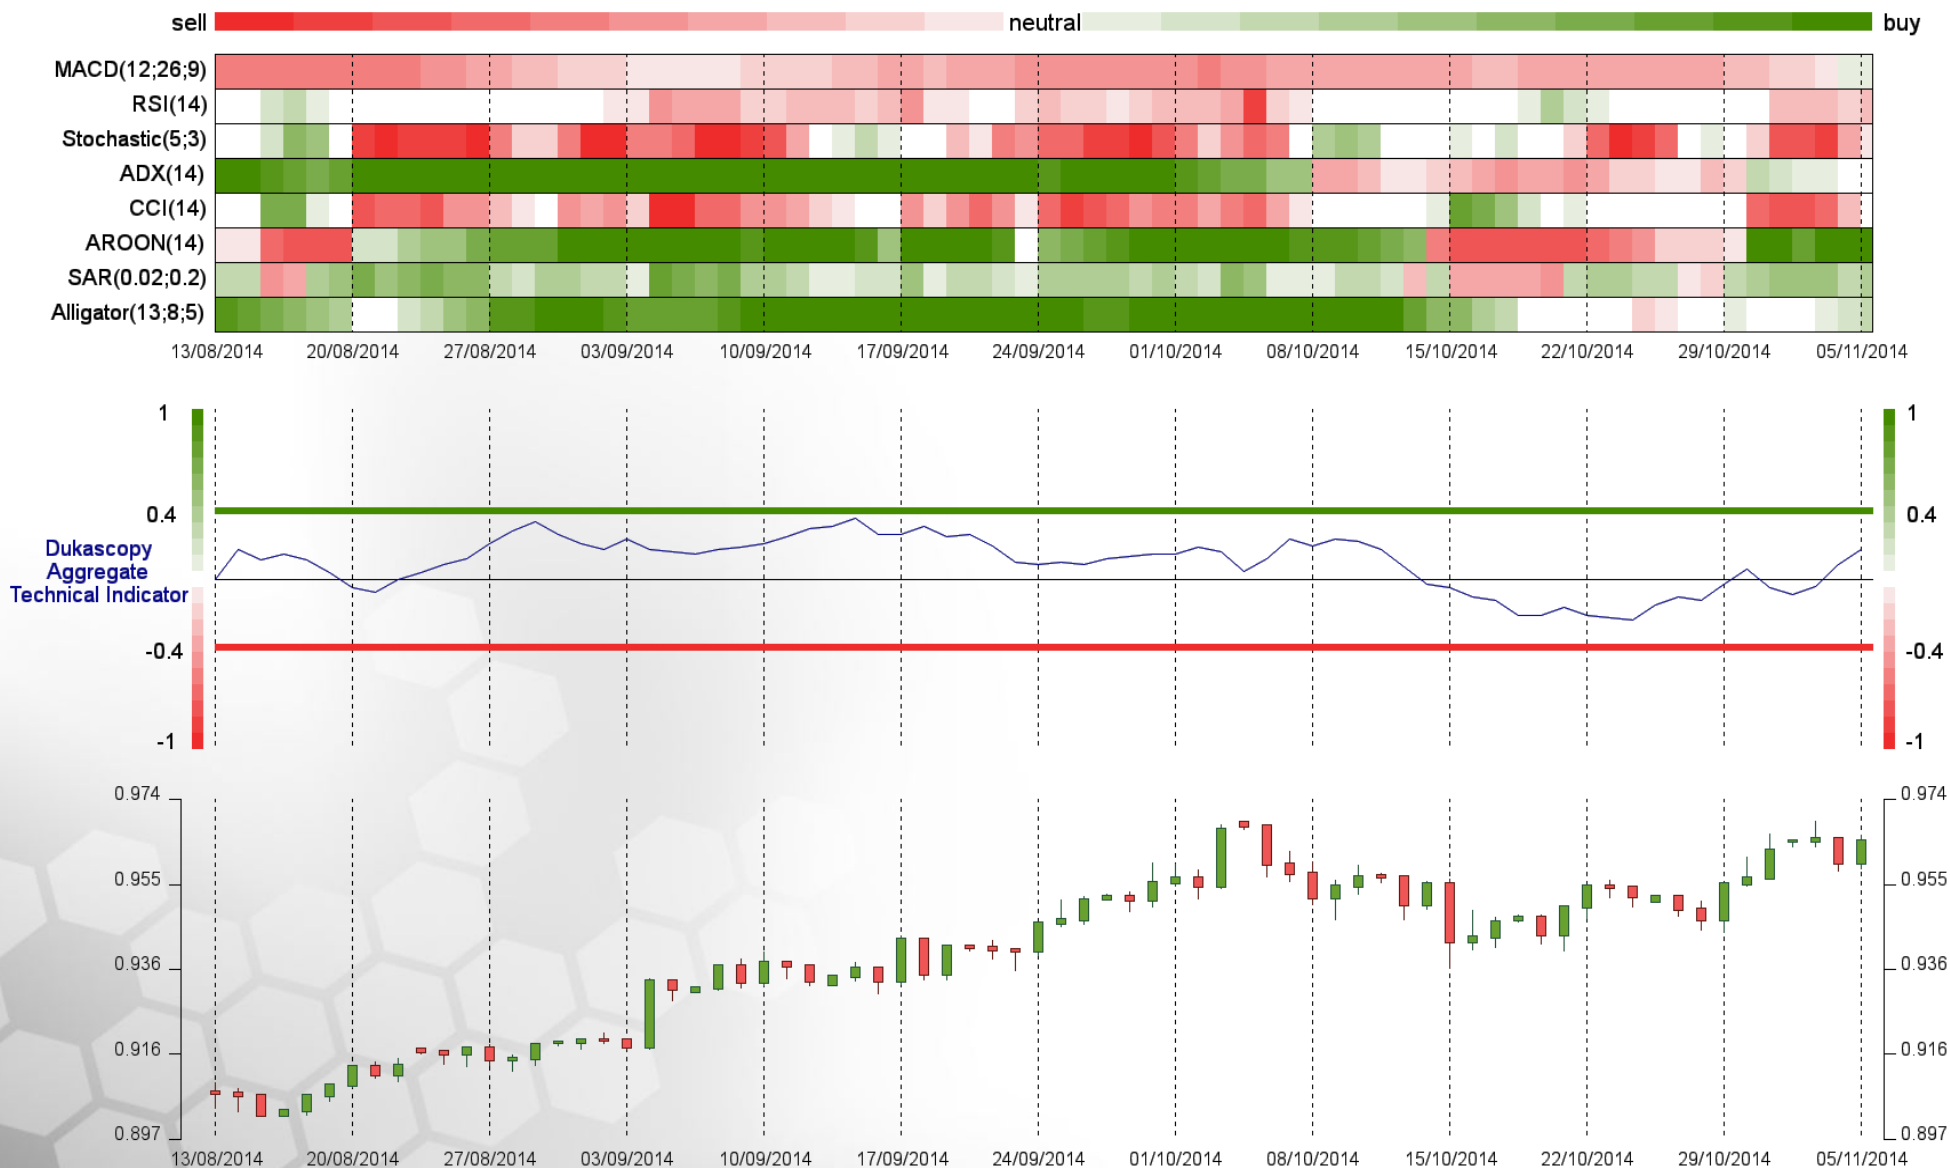 sell neutral buy
MACD(12;26;9)
RSI(14)
Stochastic(5;3)
ADX(14)
CCI(14)
AROON(14)
SAR(0.02;0.2)
Alligator(13;8;5)
13/08/2014 20/08/2014 27/08/2014 03/09/2014 10/09/2014 17/09/2014 24/09/2014 01/10/2014 08/10/2014 15/10/2014 22/10/2014 29/10/2014 05/11/2014
1 1
0.4 0.4
Dukascopy
Aggregate
Technical Indicator
-0.4 -0.4
-1 -1
0.974 0.974
0.955 0.955
0.936 0.936
0.916 0.916
0.897 0.897
13/08/2014 20/08/2014 27/08/2014 03/09/2014 10/09/2014 17/09/2014 24/09/2014 01/10/2014 08/10/2014 15/10/2014 22/10/2014 29/10/2014 05/11/2014